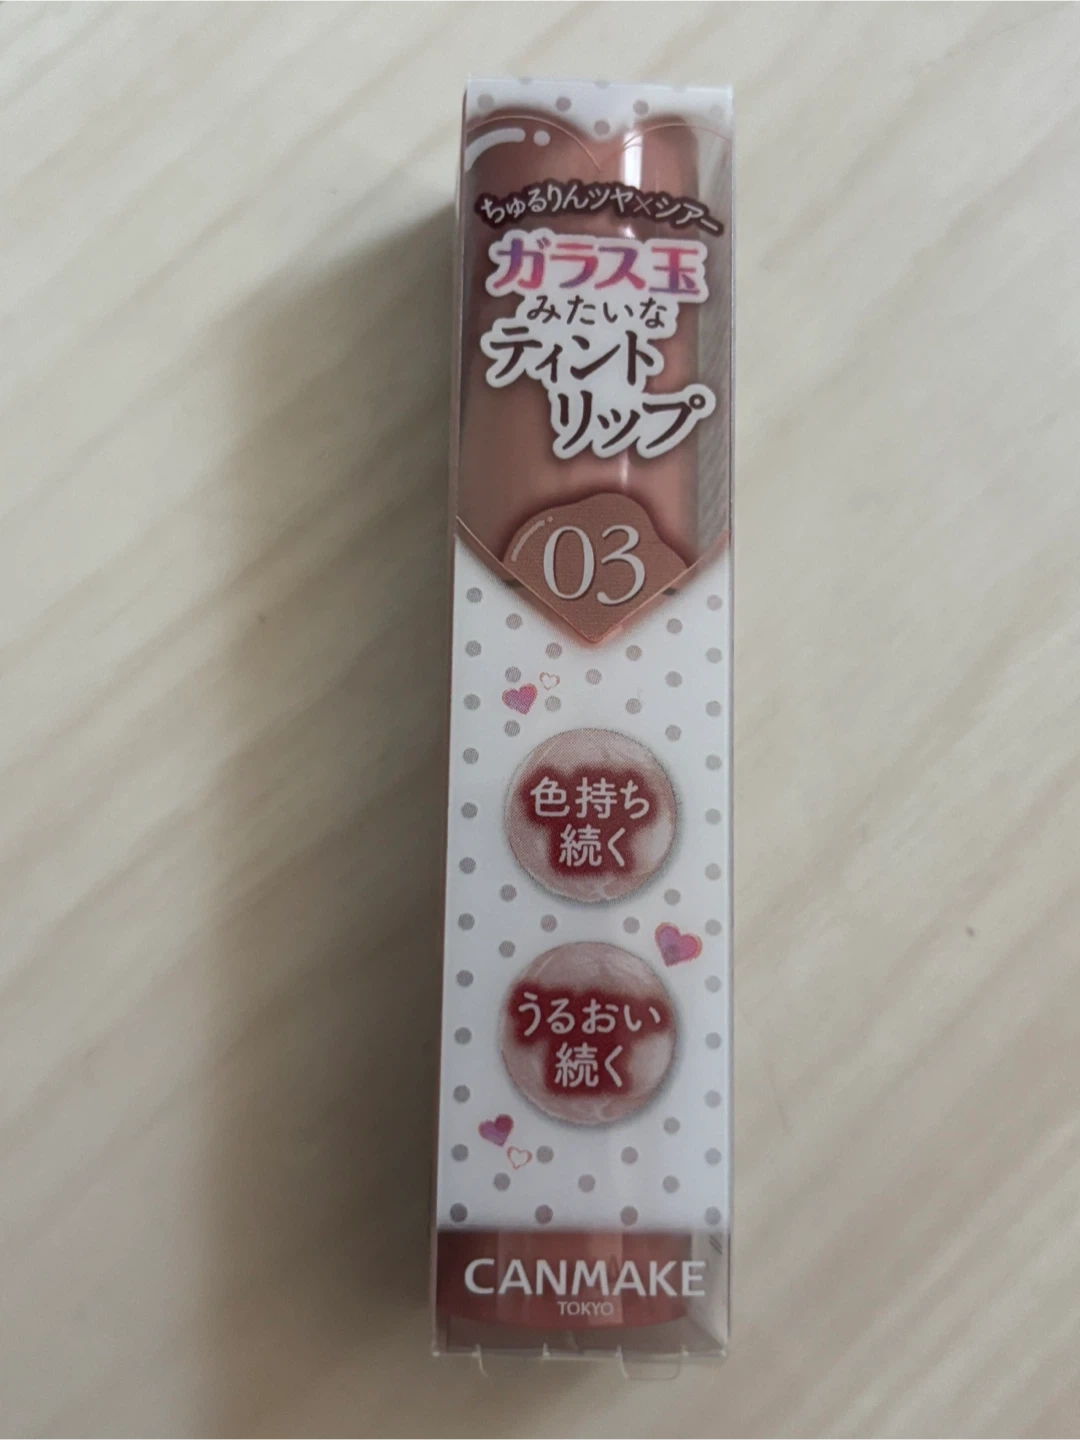 ちゅるりんツヤ×シアー
ガラス玉
みたいな
ティント
リップ
03
色持ち
続く
うるおい
続く
CANMAKE
TOKYO